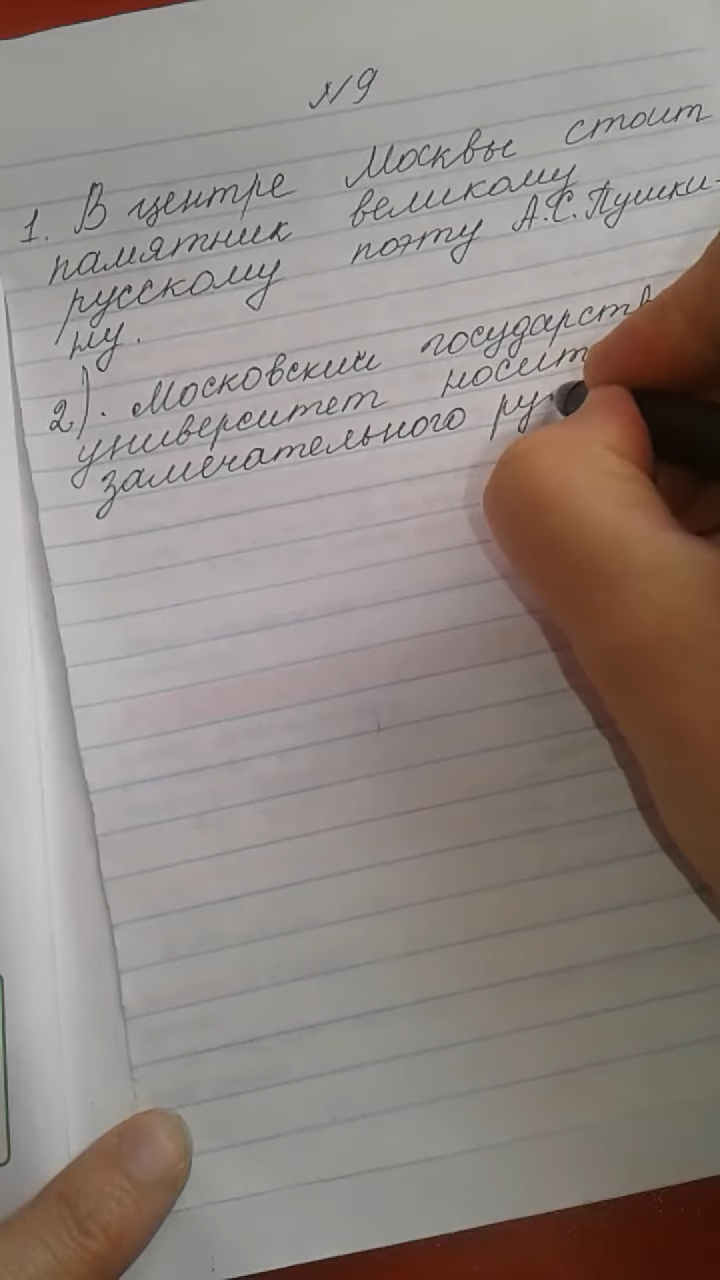 №9
1. В центре Москвы стоит
памятник великому
русскому поэту А.С.Пушки-
ну.
2). Московский государств
университет носит
замечательного ру